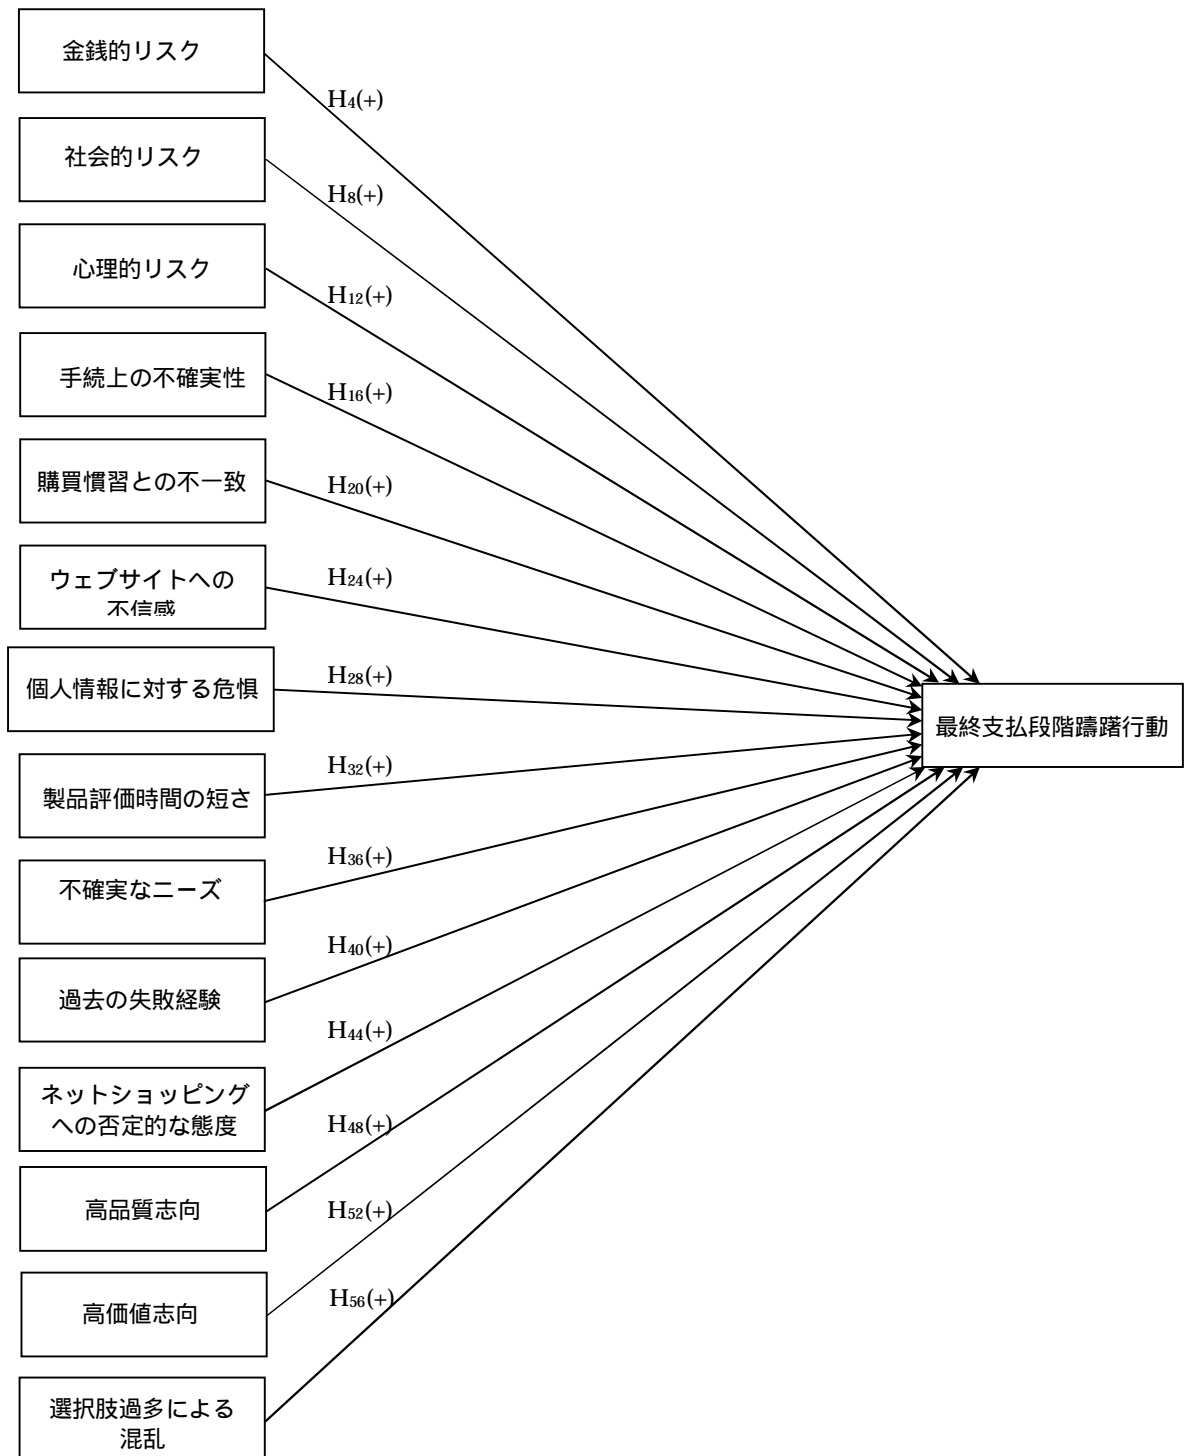 金銭的リスク
H4(+)
社会的リスク
H8(+)
心理的リスク
H12(+)
手続上の不確実性
H16(+)
購買慣習との不一致
H20(+)
ウェブサイトへの
不信感
H24(+)
個人情報に対する危惧
H28(+)
最終支払段階躊躇行動
製品評価時間の短さ
H32(+)
不確実なニーズ
H36(+)
過去の失敗経験
H40(+)
ネットショッピング
への否定的な態度
H44(+)
高品質志向
H48(+)
高価値志向
H52(+)
選択肢過多による
混乱
H56(+)